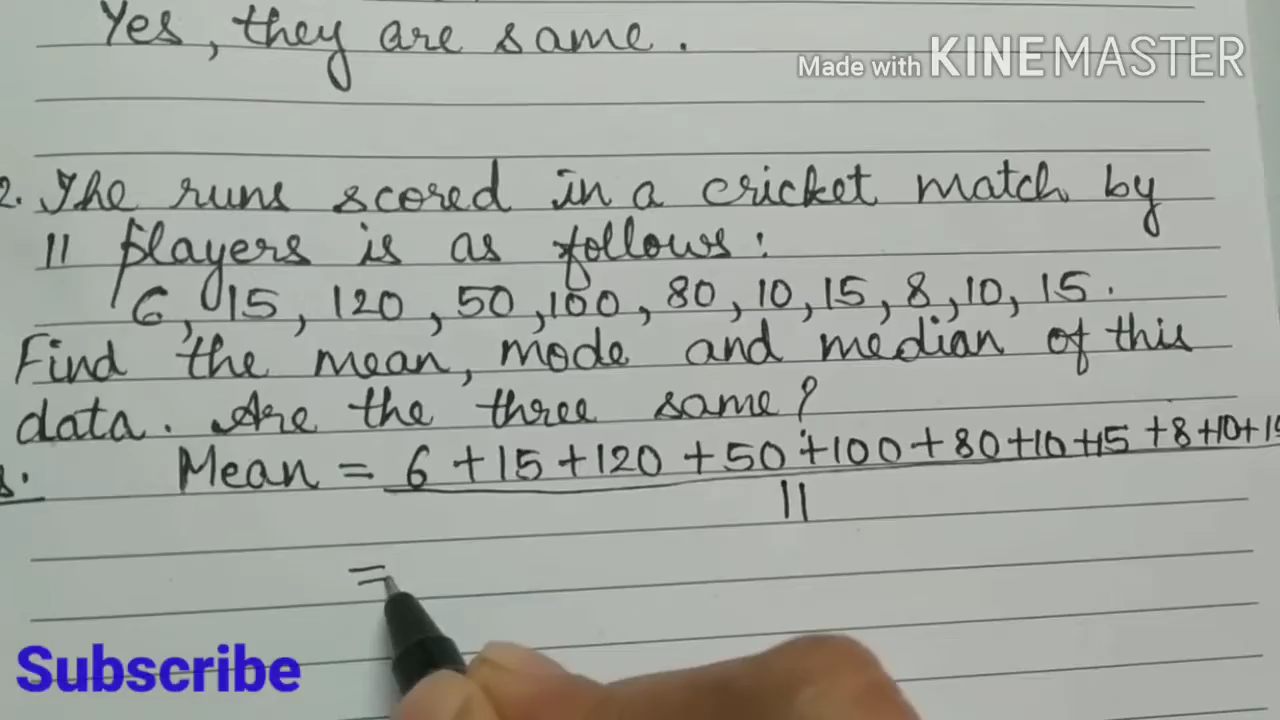 Yes, they are same.
Made with KINEMASTER
2. The runs scored in a cricket match by
11 players is as follows:
6, 15, 120, 50, 100, 80, 10, 15, 8, 10, 15.
Find the mean, mode and median of this
data. Are the three same?
Mean = 6 + 15 + 120 + 50 + 100 + 80 + 10 + 15 + 8 + 10 + 15
11
=
Subscribe